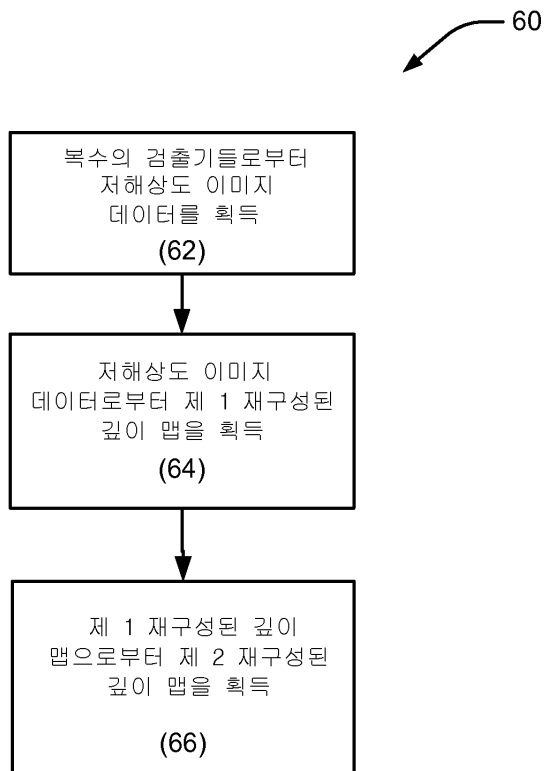 60
복수의 검출기들로부터
저해상도 이미지
데이터를 획득
(62)
저해상도 이미지
데이터로부터 제 1 재구성된
깊이 맵을 획득
(64)
제 1 재구성된 깊이
맵으로부터 제 2 재구성된
깊이 맵을 획득
(66)